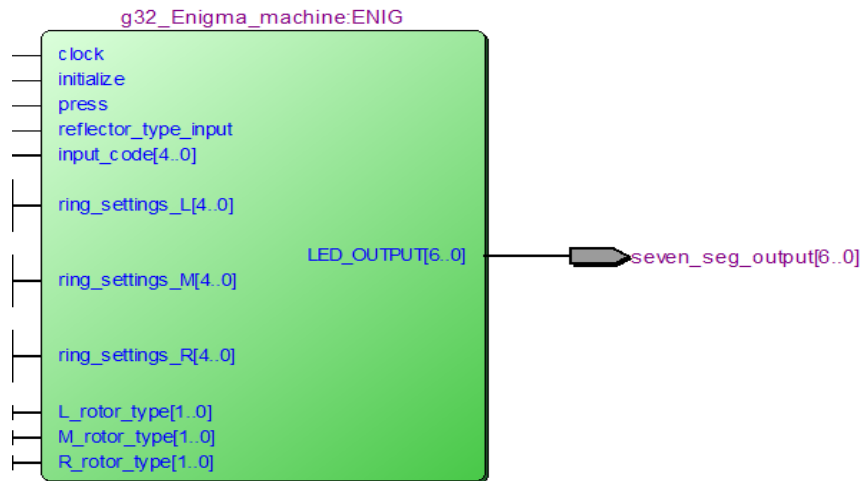 g32_Enigma_machine:ENIG
clock
initialize
press
reflector_type_input
input_code[4..0]
ring_settings_L[4..0]
LED_OUTPUT[6..0]
seven_seg_output[6..0]
ring_settings_M[4..0]
ring_settings_R[4..0]
L_rotor_type[1..0]
M_rotor_type[1..0]
R_rotor_type[1..0]